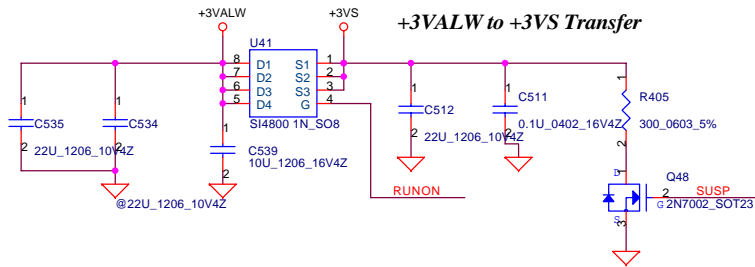 +3VALW to +3VS Transfer
+3VALW
+3VS
U41
8 D1 S1 1
7 D2 S2 2
6 D3 S3 3
5 D4 G 4
SI4800 1N_SO8
1
C535
2
22U_1206_10V4Z
1
C534
2
@22U_1206_10V4Z
1
C539
10U_1206_16V4Z
2
RUNON
1
C512
2
22U_1206_10V4Z
1
C511
0.1U_0402_16V4Z
2
1
R405
300_0603_5%
2
D 1
Q48
2
G
2N7002_SOT23
S 3
SUSP